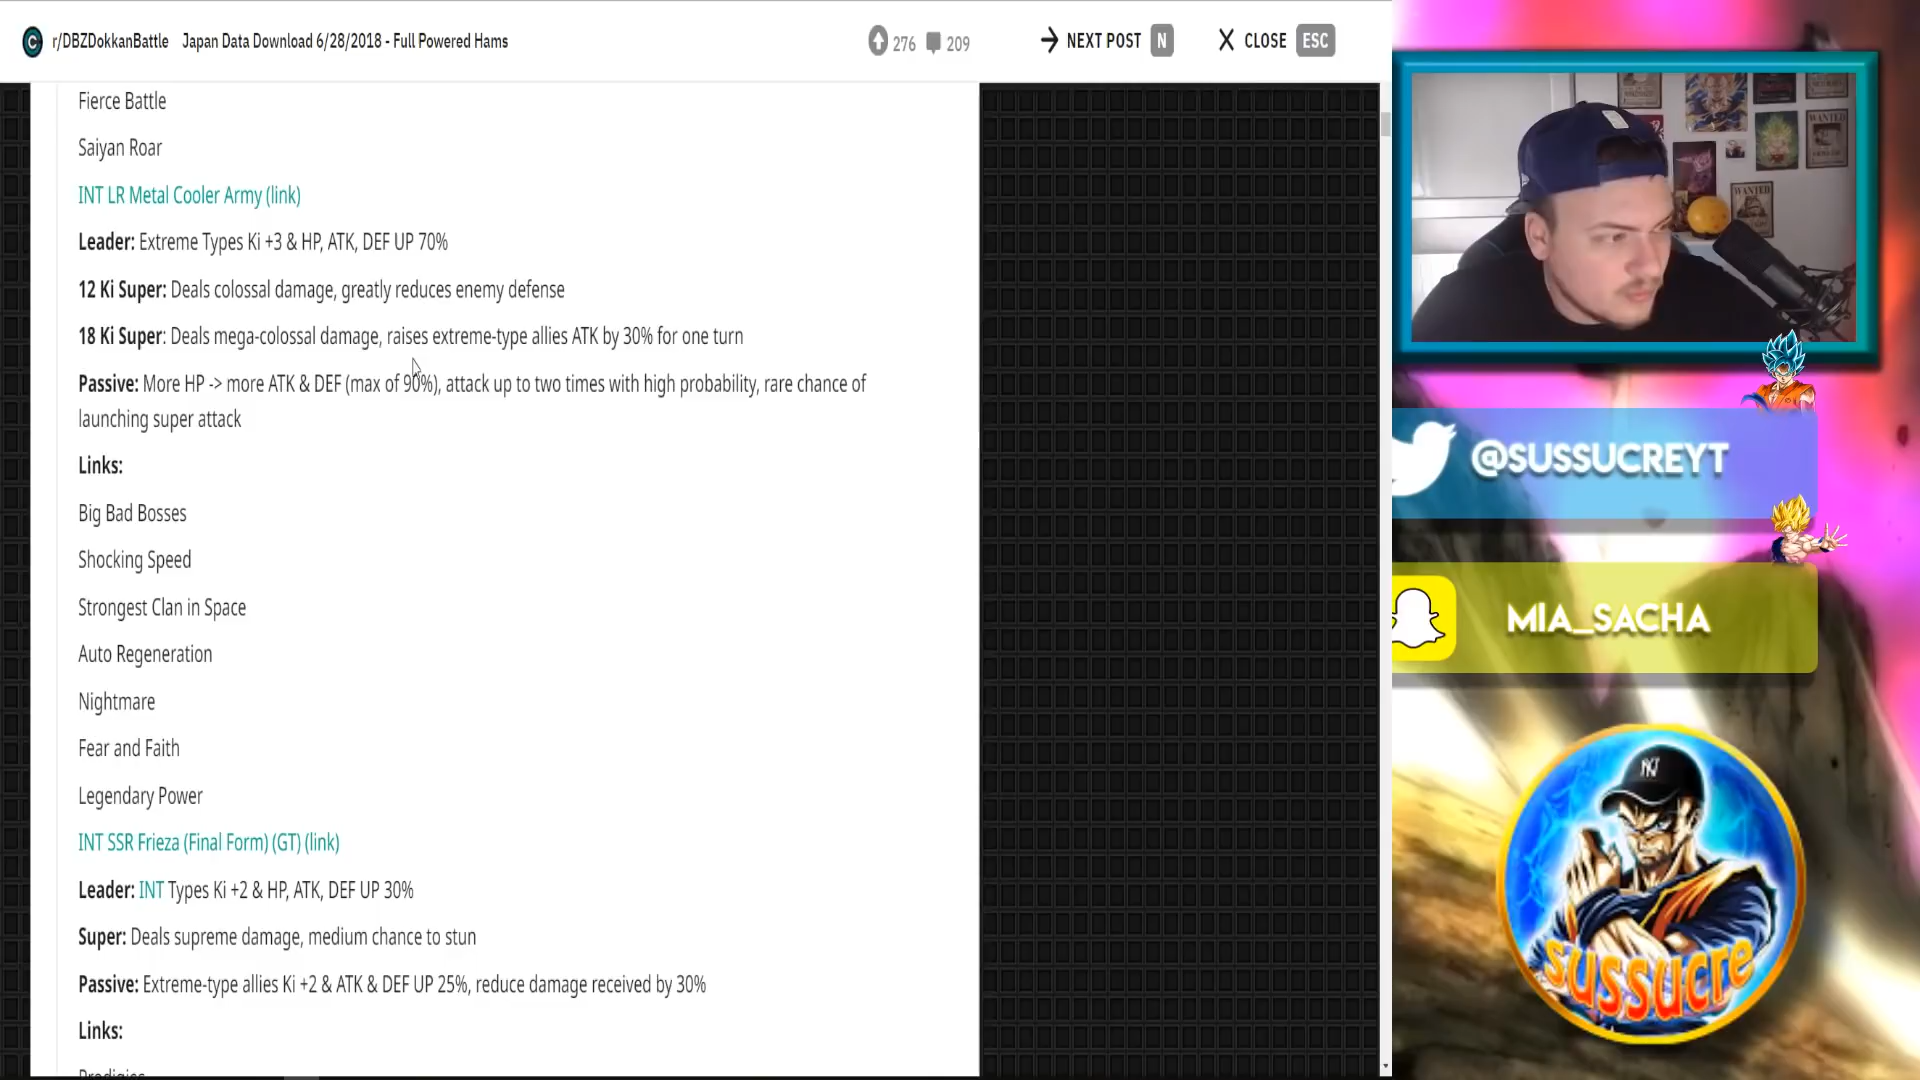 r/DBZDokkanBattle Japan Data Download 6/28/2018 - Full Powered Hams
276 209
NEXT POST N
CLOSE ESC
Fierce Battle
Saiyan Roar
INT LR Metal Cooler Army (link)
Leader: Extreme Types Ki +3 & HP, ATK, DEF UP 70%
12 Ki Super: Deals colossal damage, greatly reduces enemy defense
18 Ki Super: Deals mega-colossal damage, raises extreme-type allies ATK by 30% for one turn
Passive: More HP -> more ATK & DEF (max of 90%), attack up to two times with high probability, rare chance of
launching super attack
Links:
Big Bad Bosses
Shocking Speed
Strongest Clan in Space
Auto Regeneration
Nightmare
Fear and Faith
Legendary Power
INT SSR Frieza (Final Form) (GT) (link)
Leader: INT Types Ki +2 & HP, ATK, DEF UP 30%
Super: Deals supreme damage, medium chance to stun
Passive: Extreme-type allies Ki +2 & ATK & DEF UP 25%, reduce damage received by 30%
Links:
Prodigies
WANTED
WANTED
WANTED
@SUSSUCREYT
MIA_SACHA
NY
sussucre